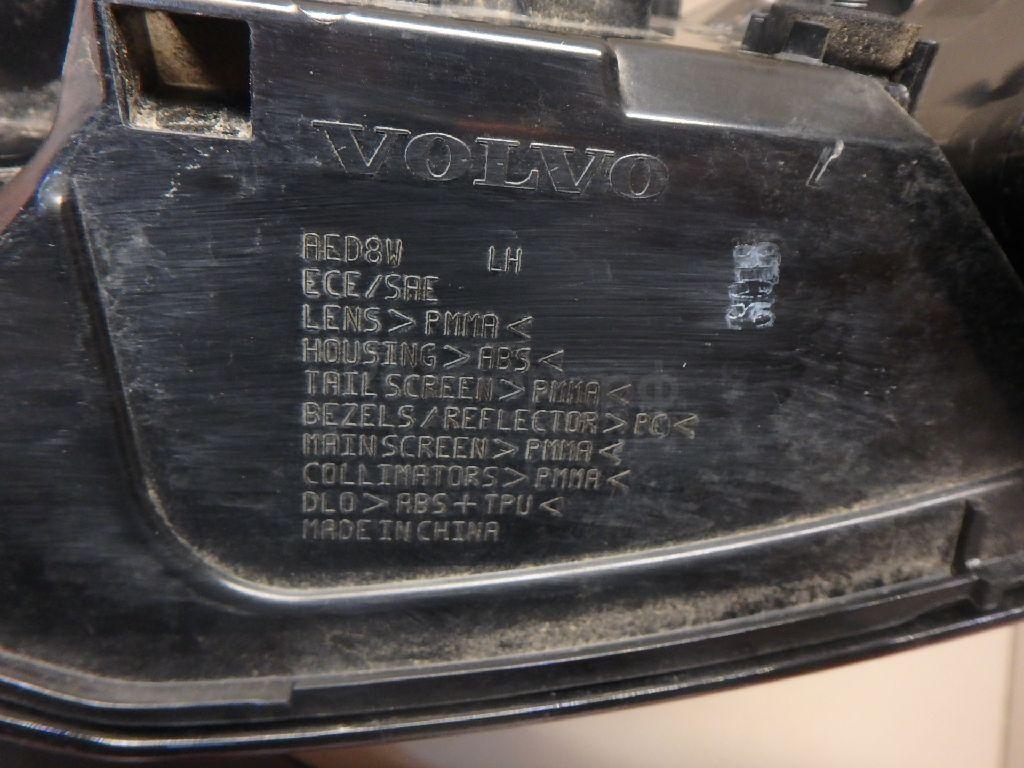 VOLVO
AED8W LH
ECE/SAE
LENS>PMMA<
HOUSING>ABS<
TAIL SCREEN>PMMA<
BEZELS/REFLECTOR>PC<
MAIN SCREEN>PMMA<
COLLIMATORS>PMMA<
DLO>ABS+TPU<
MADE IN CHINA